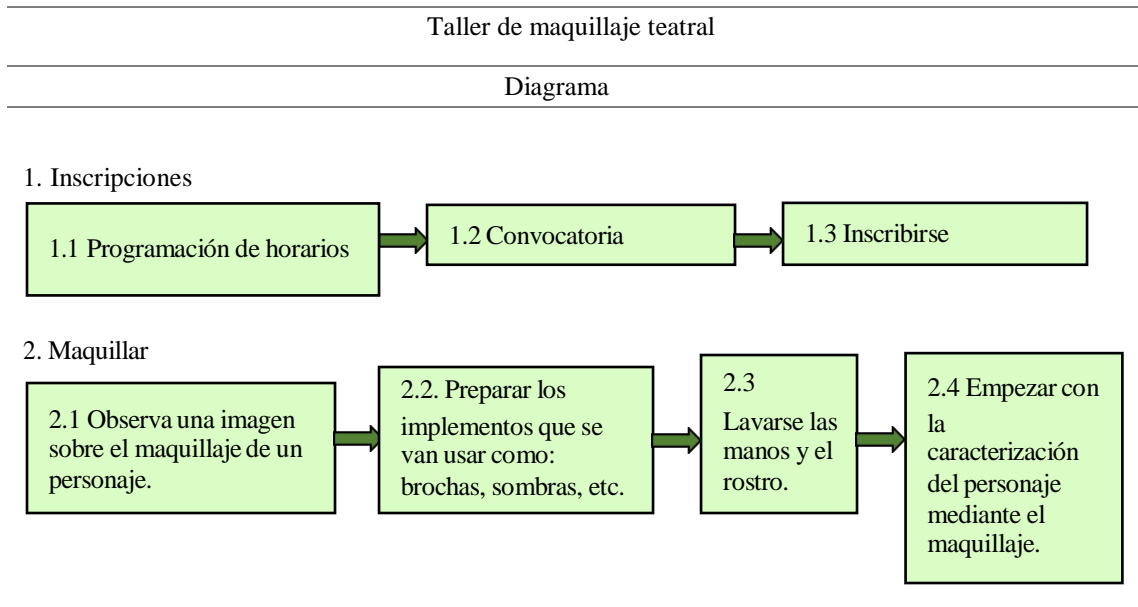 Taller de maquillaje teatral
Diagrama
1. Inscripciones
1.1 Programación de horarios
1.2 Convocatoria
1.3 Inscribirse
2. Maquillar
2.1 Observa una imagen
sobre el maquillaje de un
personaje.
2.2. Preparar los
implementos que se
van usar como:
brochas, sombras, etc.
2.3
Lavarse las
manos y el
rostro.
2.4 Empezar con
la
caracterización
del personaje
mediante el
maquillaje.